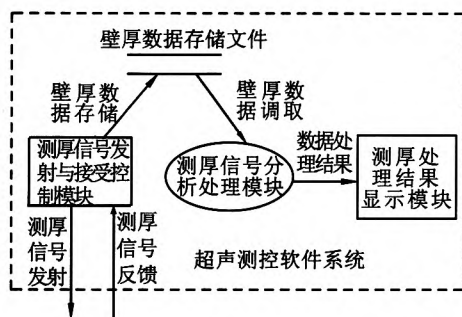 壁厚数据存储文件
壁厚数
据存储
壁厚数
据调取
测厚信号发
射与接受控
制模块
测厚信号分
析处理模块
数据处
理结果
测厚处
理结果
显示模块
测厚
信号
发射
测厚
信号
反馈
超声测控软件系统